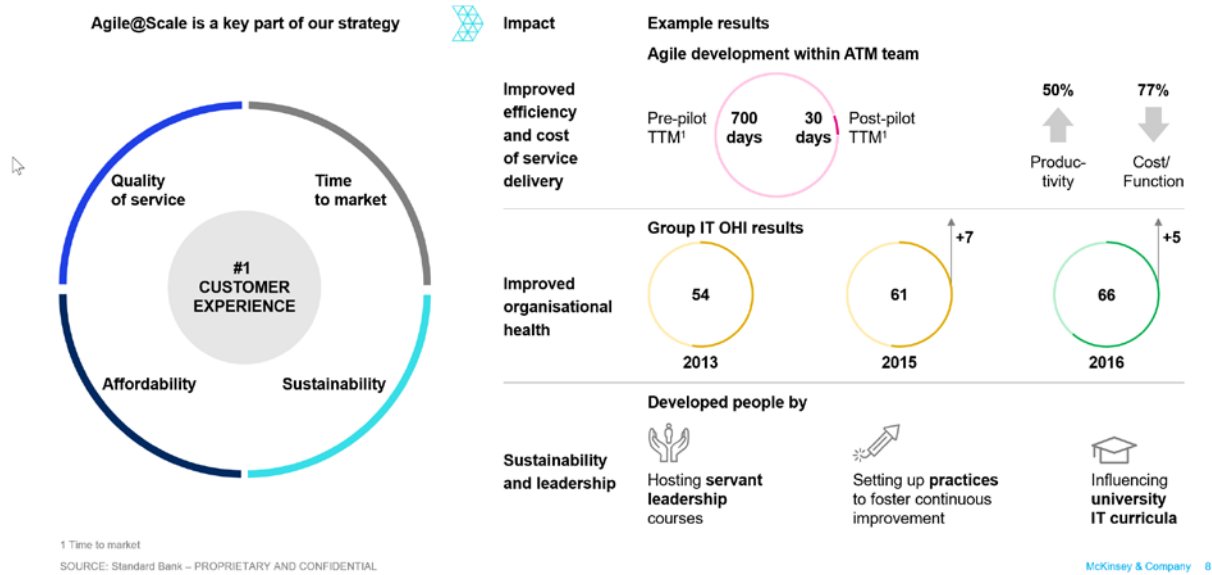 Agile@Scale is a key part of our strategy
Quality
of service
Time
to market
#1
CUSTOMER
EXPERIENCE
Affordability
Sustainability
Impact
Example results
Improved
efficiency
and cost
of service
delivery
Agile development within ATM team
Pre-pilot
TTM¹
700
days
30
days
Post-pilot
TTM¹
50%
Produc-
tivity
77%
Cost/
Function
Improved
organisational
health
Group IT OHI results
54
2013
61
+7
2015
66
+5
2016
Sustainability
and leadership
Developed people by
Hosting servant
leadership
courses
Setting up practices
to foster continuous
improvement
Influencing
university
IT curricula
1 Time to market
SOURCE: Standard Bank – PROPRIETARY AND CONFIDENTIAL
McKinsey & Company 8